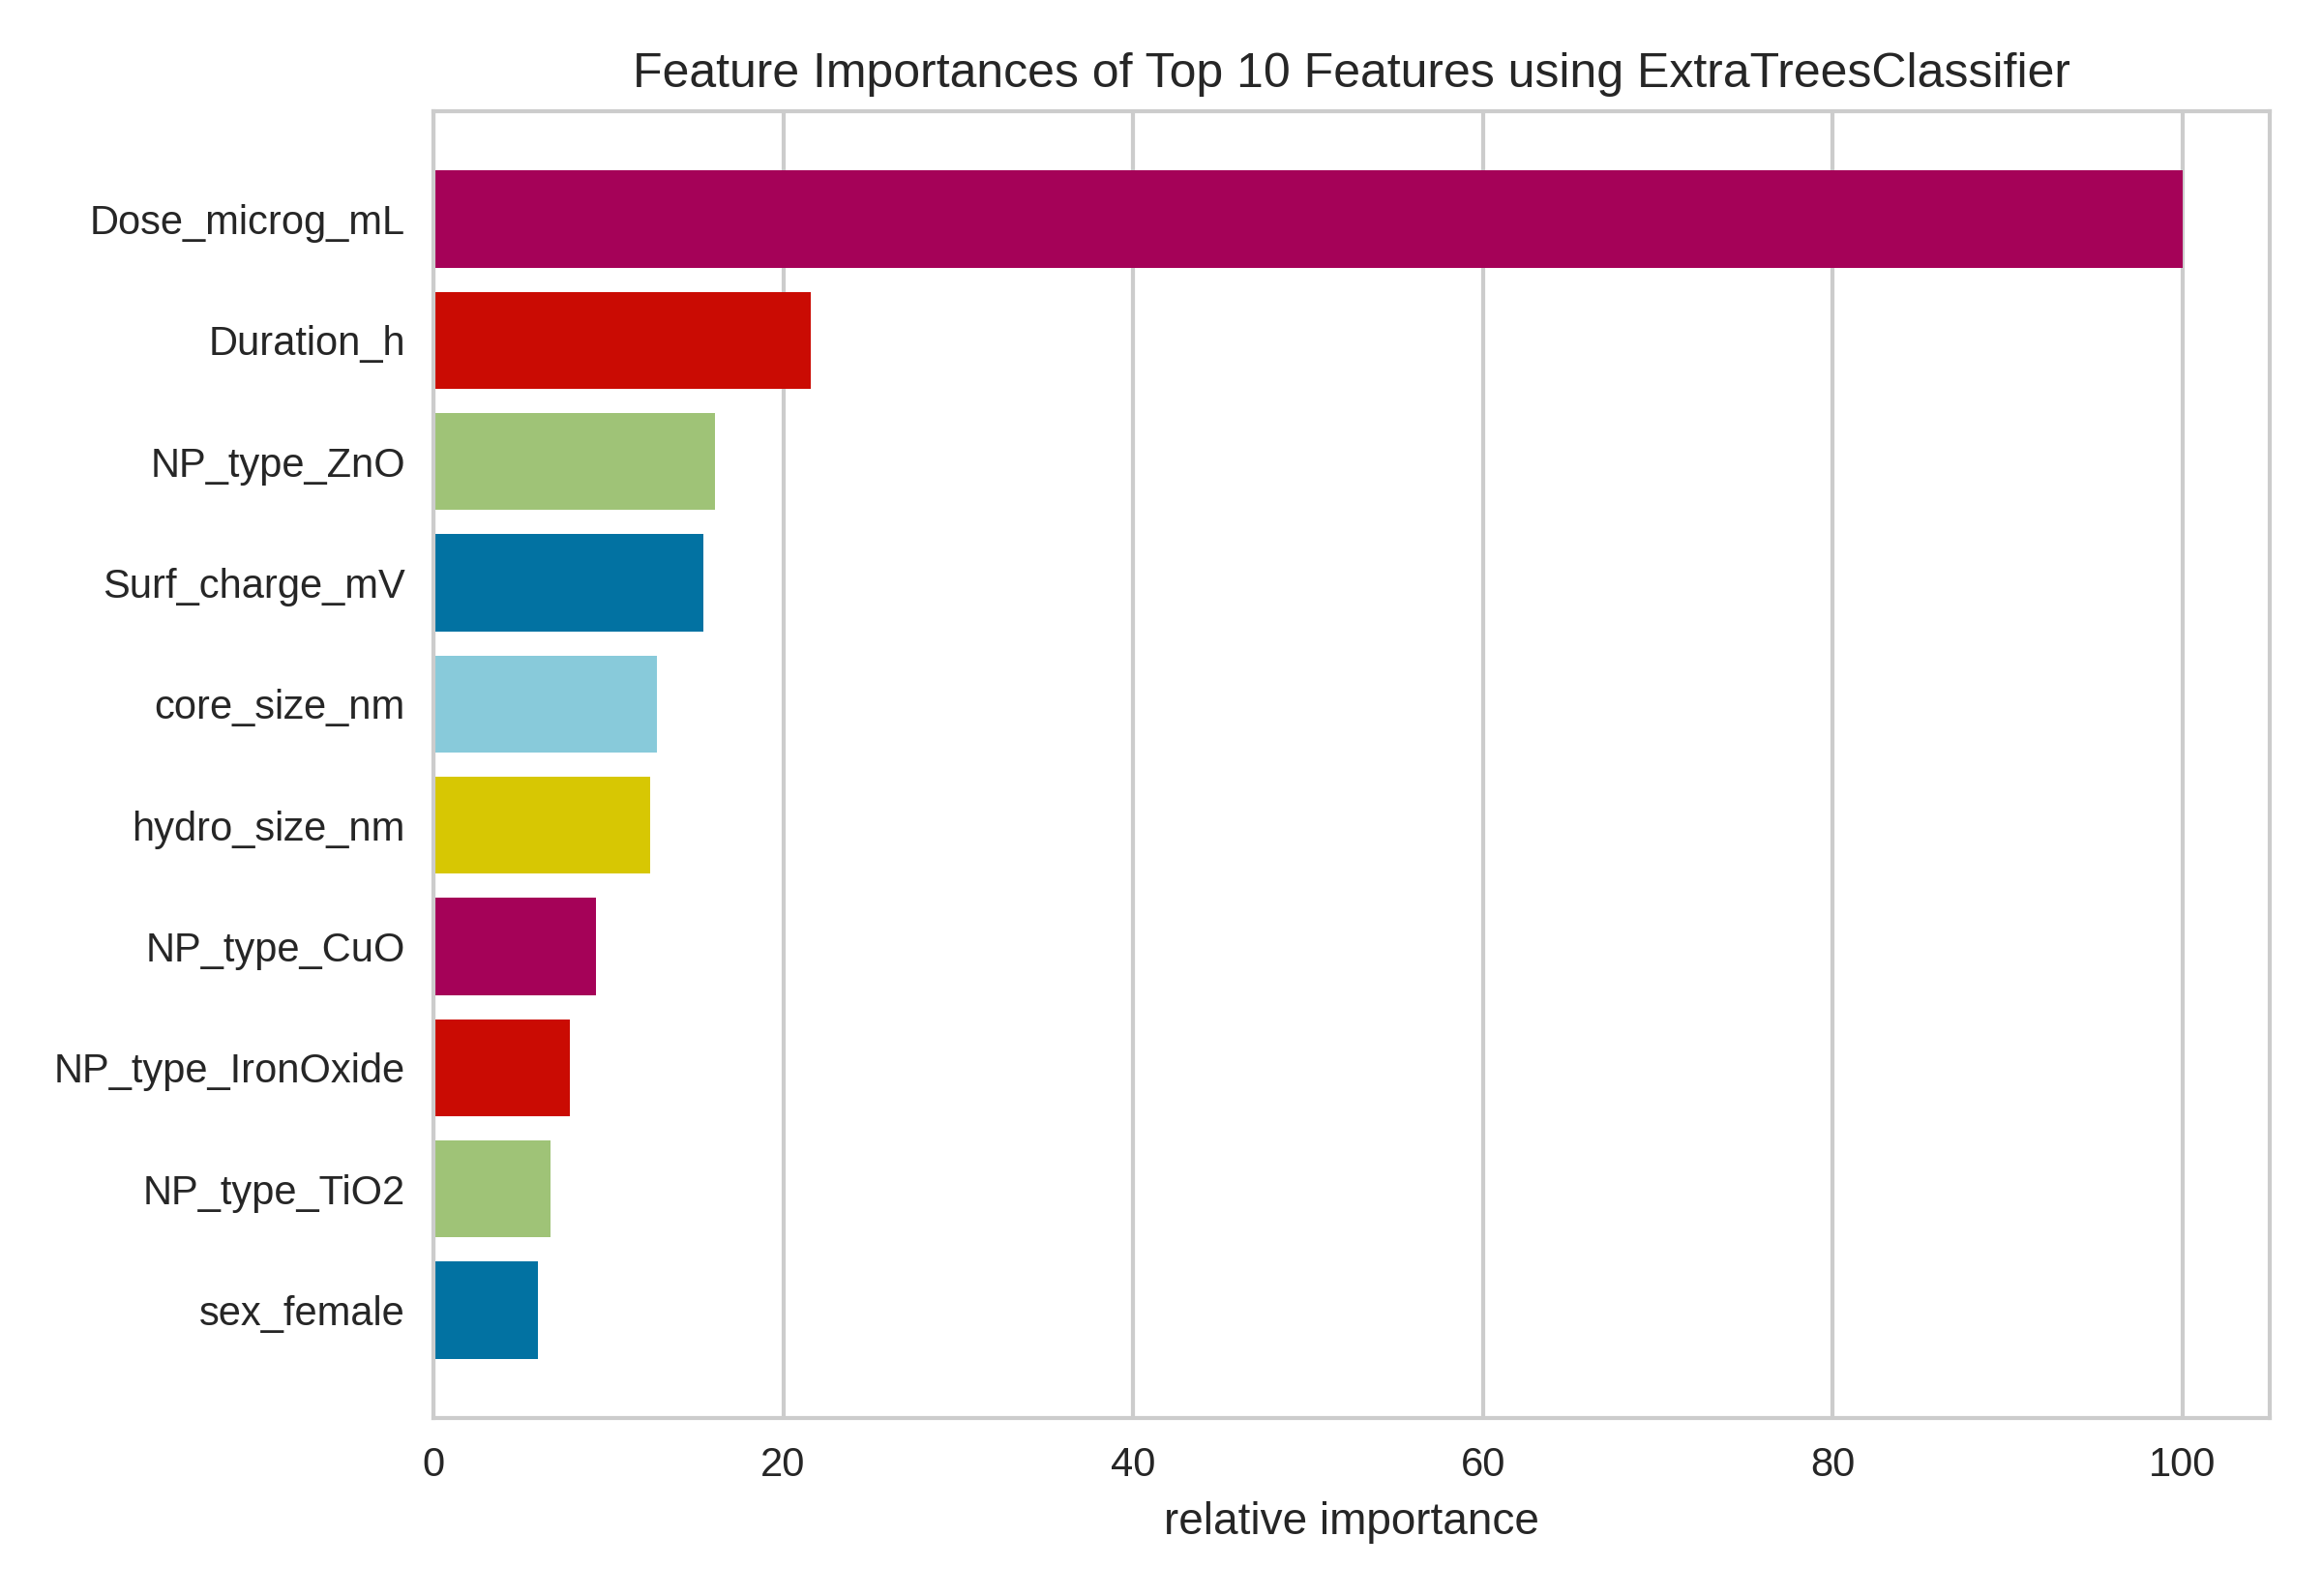 Feature Importances of Top 10 Features using ExtraTreesClassifier
Dose_microg_mL
Duration_h
NP_type_ZnO
Surf_charge_mV
core_size_nm
hydro_size_nm
NP_type_CuO
NP_type_IronOxide
NP_type_TiO2
sex_female
0 20 40 60 80 100
relative importance